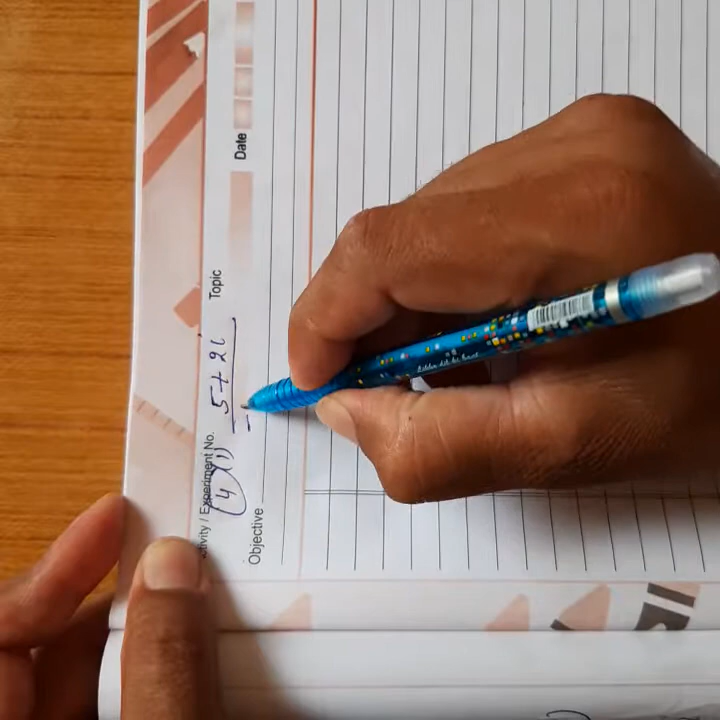 Activity / Experiment No.
Date
(4) (i) 5 + 2i
Topic
-
Objective